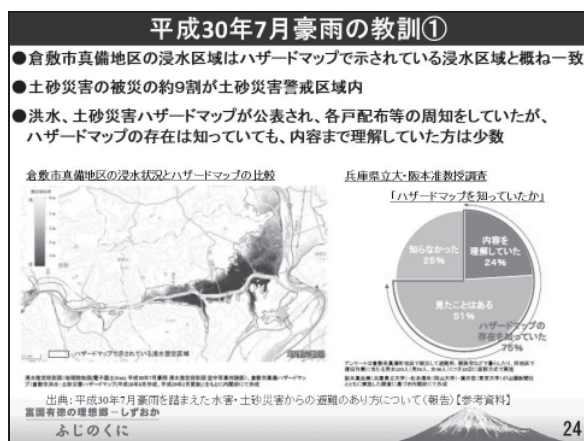 平成30年7月豪雨の教訓①
●倉敷市真備地区の浸水区域はハザードマップで示されている浸水区域と概ね一致
●土砂災害の被災の約9割が土砂災害警戒区域内
●洪水、土砂災害ハザードマップが公表され、各戸配布等の周知をしていたが、
ハザードマップの存在は知っていても、内容まで理解していた方は少数
倉敷市真備地区の浸水状況とハザードマップの比較
兵庫県立大・阪本准教授調査
「ハザードマップを知っていたか」
知らなかった
25%
内容を
理解していた
24%
見たことはある
51%
ハザードマップの
存在を知っていた
75%
ハザードマップで示されている浸水想定区域
出典：平成30年7月豪雨を踏まえた水害・土砂災害からの避難のあり方について（報告）【参考資料】
富国有徳の理想郷－しずおか
ふじのくに
24